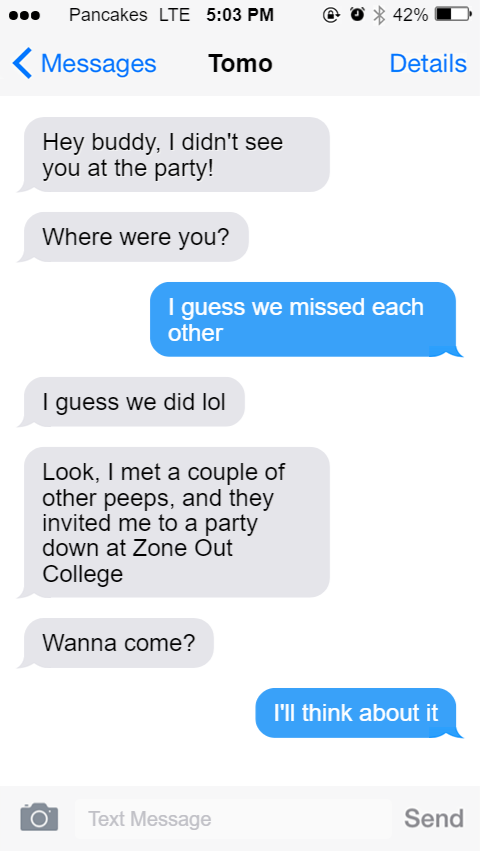 Pancakes LTE 5:03 PM 42%
Messages Tomo Details
Hey buddy, I didn't see
you at the party!
Where were you?
I guess we missed each
other
I guess we did lol
Look, I met a couple of
other peeps, and they
invited me to a party
down at Zone Out
College
Wanna come?
I'll think about it
Text Message Send